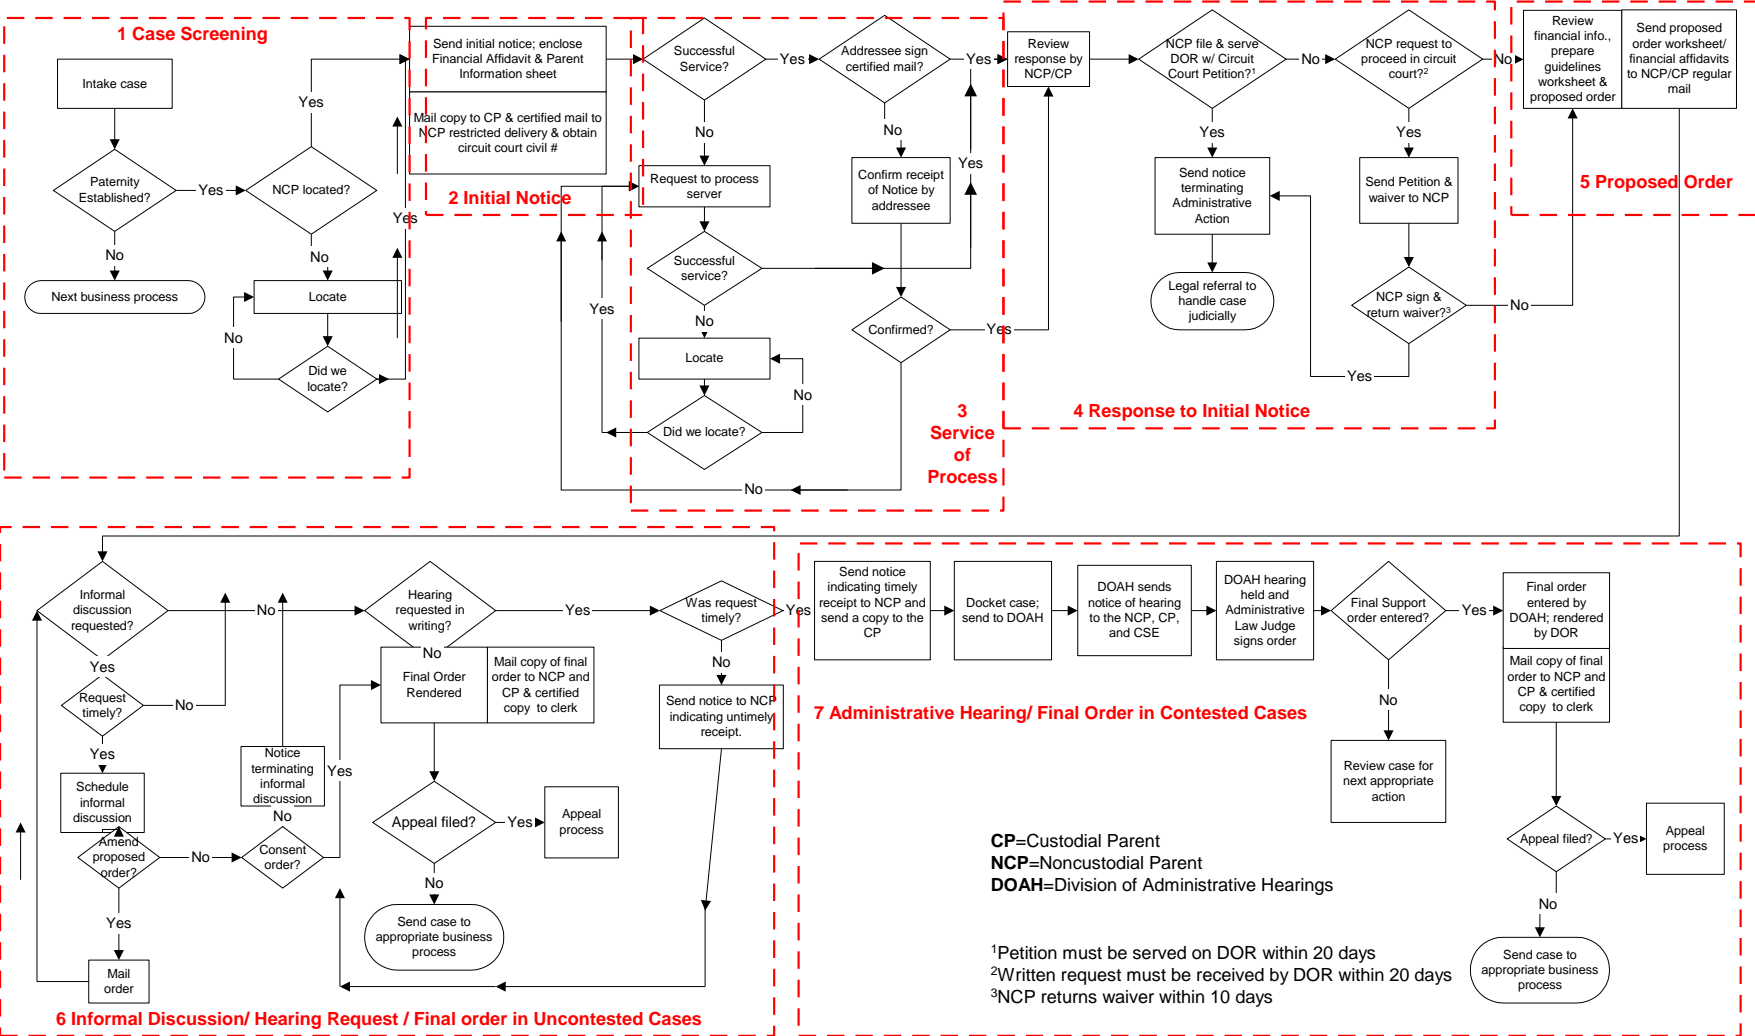 1 Case Screening
Intake case
Paternity
Established?
Yes
No
Next business process
NCP located?
Yes
No
Locate
No
Did we
locate?
Yes
Send initial notice; enclose
Financial Affidavit & Parent
Information sheet
Mail copy to CP & certified mail to
NCP restricted delivery & obtain
circuit court civil #
2 Initial Notice
Successful
Service?
Yes
No
Addressee sign
certified mail?
Yes
No
Request to process
server
Confirm receipt
of Notice by
addressee
Yes
Successful
service?
No
Yes
Locate
No
Did we locate?
Confirmed?
Yes
No
3
Service
of
Process
Review
response by
NCP/CP
NCP file & serve
DOR w/ Circuit
Court Petition?1
No
Yes
NCP request to
proceed in circuit
court?2
No
Yes
Send notice
terminating
Administrative
Action
Send Petition &
waiver to NCP
Legal referral to
handle case
judicially
NCP sign &
return waiver?3
No
Yes
4 Response to Initial Notice
Review
financial info.,
prepare
guidelines
worksheet &
proposed order
Send proposed
order worksheet/
financial affidavits
to NCP/CP regular
mail
5 Proposed Order
Informal
discussion
requested?
No
Yes
Request
timely?
No
Yes
Schedule
informal
discussion
Amend
proposed
order?
No
Yes
Mail
order
Notice
terminating
informal
discussion
No
Consent
order?
Yes
Hearing
requested in
writing?
Yes
No
Final Order
Rendered
Mail copy of final
order to NCP and
CP & certified
copy to clerk
Appeal filed?
Yes
Appeal
process
No
Send case to
appropriate business
process
Was request
timely?
Yes
No
Send notice to NCP
indicating untimely
receipt.
6 Informal Discussion/ Hearing Request / Final order in Uncontested Cases
Send notice
indicating timely
receipt to NCP and
send a copy to the
CP
Docket case;
send to DOAH
DOAH sends
notice of hearing
to the NCP, CP,
and CSE
DOAH hearing
held and
Administrative
Law Judge
signs order
Final Support
order entered?
Yes
No
Final order
entered by
DOAH; rendered
by DOR
Mail copy of final
order to NCP and
CP & certified
copy to clerk
7 Administrative Hearing/ Final Order in Contested Cases
Review case for
next appropriate
action
Appeal filed?
Yes
Appeal
process
No
Send case to
appropriate business
process
CP=Custodial Parent
NCP=Noncustodial Parent
DOAH=Division of Administrative Hearings
1Petition must be served on DOR within 20 days
2Written request must be received by DOR within 20 days
3NCP returns waiver within 10 days